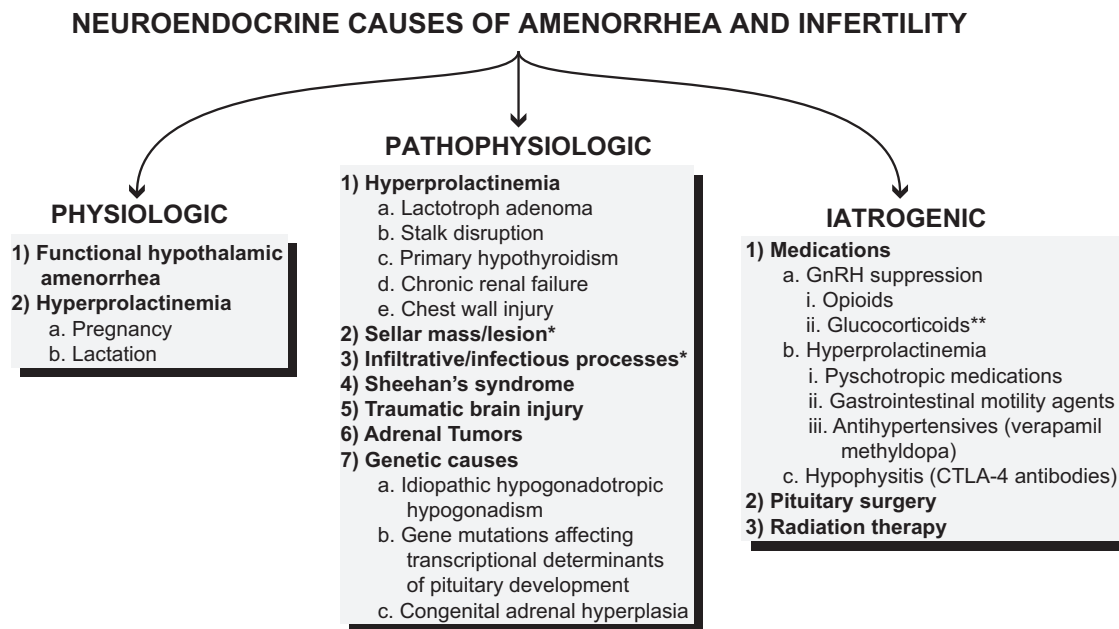 NEUROENDOCRINE CAUSES OF AMENORRHEA AND INFERTILITY
PHYSIOLOGIC
1) Functional hypothalamic
amenorrhea
2) Hyperprolactinemia
a. Pregnancy
b. Lactation
PATHOPHYSIOLOGIC
1) Hyperprolactinemia
a. Lactotroph adenoma
b. Stalk disruption
c. Primary hypothyroidism
d. Chronic renal failure
e. Chest wall injury
2) Sellar mass/lesion*
3) Infiltrative/infectious processes*
4) Sheehan's syndrome
5) Traumatic brain injury
6) Adrenal Tumors
7) Genetic causes
a. Idiopathic hypogonadotropic
hypogonadism
b. Gene mutations affecting
transcriptional determinants
of pituitary development
c. Congenital adrenal hyperplasia
IATROGENIC
1) Medications
a. GnRH suppression
i. Opioids
ii. Glucocorticoids**
b. Hyperprolactinemia
i. Pyschotropic medications
ii. Gastrointestinal motility agents
iii. Antihypertensives (verapamil
methyldopa)
c. Hypophysitis (CTLA-4 antibodies)
2) Pituitary surgery
3) Radiation therapy